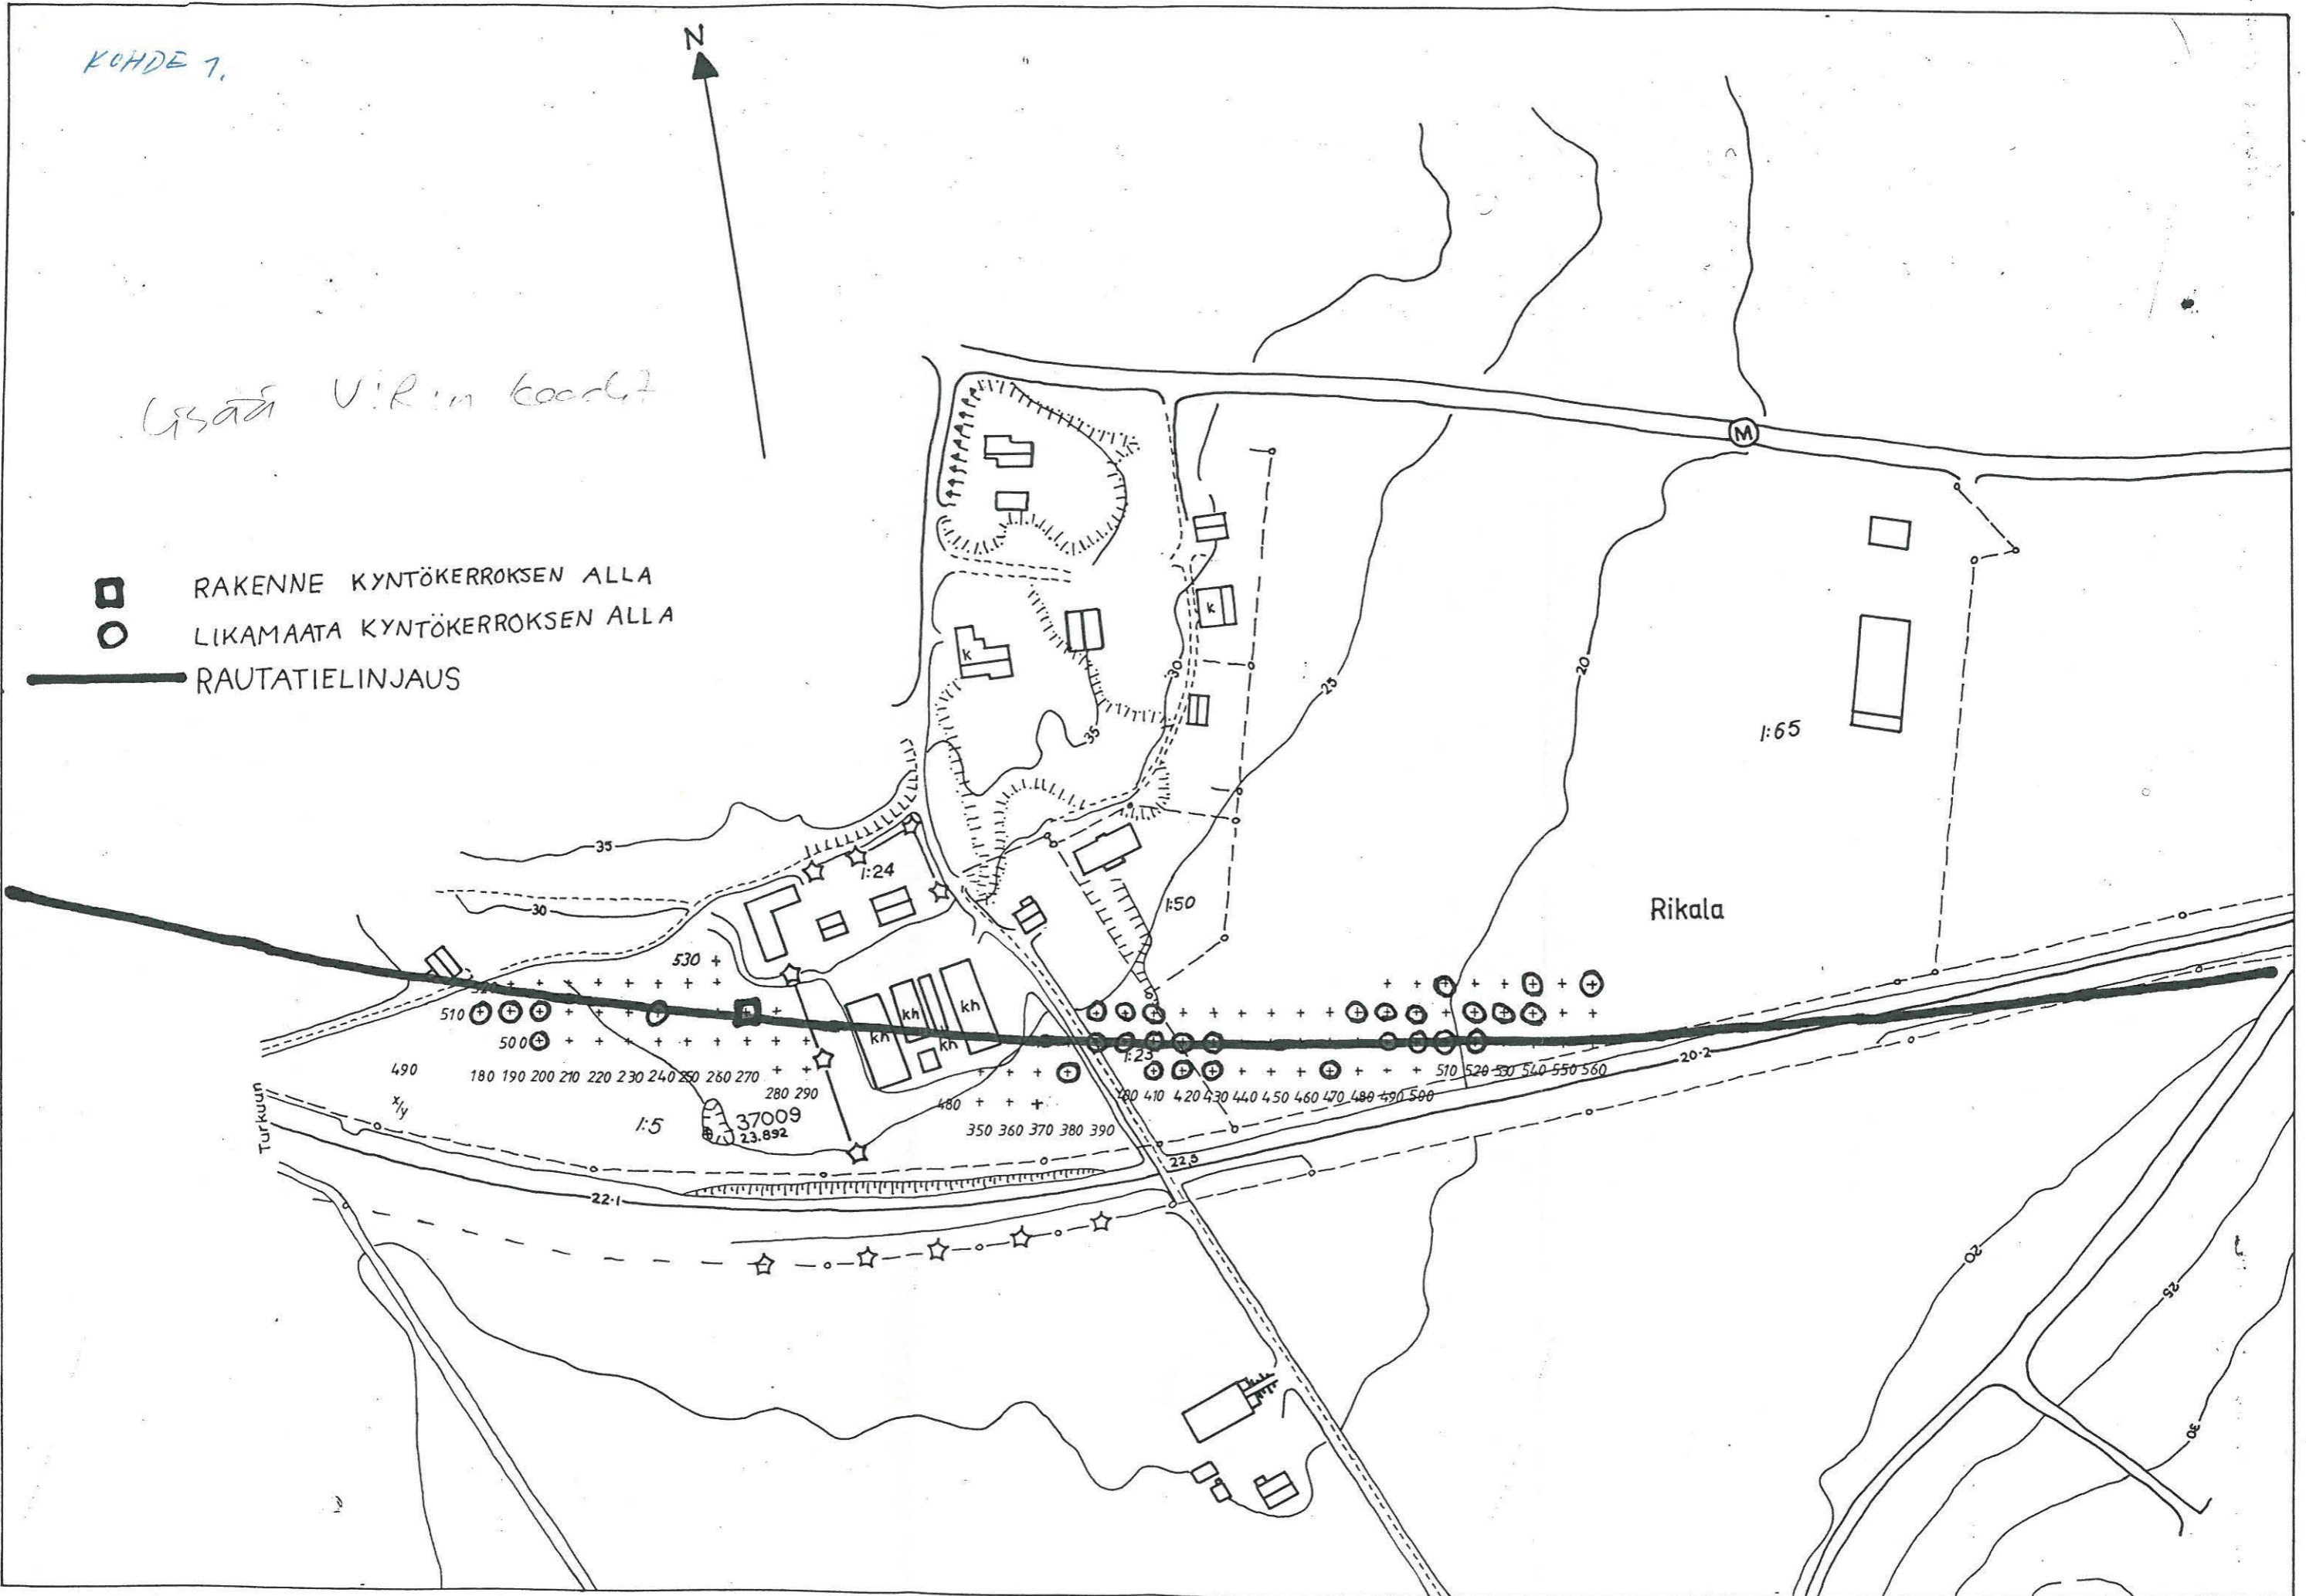 KOHDE 1.
N
Lisää
M
RAKENNE KYNTÖKERROKSEN ALLA
LIKAMAATA KYNTÖKERROKSEN ALLA
RAUTATIELINJAUS
k
k
30
25
20
35
1:65
35
1:24
30
1:50
Rikala
530
510
kh
kh
kh
kh
500
1:23
20.2
490
180 190 200 210 220 230 240 250 260 270
510 520 530 540 550 560
280 290
480
400 410 420 430 440 450 460 470 480 490 500
x/y
1:5
37009
23.892
350 360 370 380 390
Turkuun
22,5
22.1
20
25
30